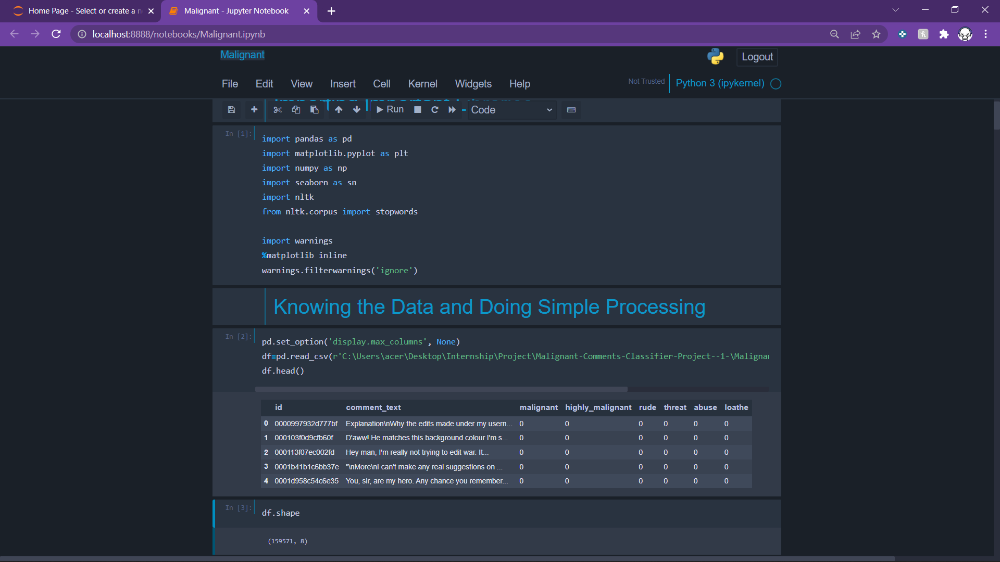 Home Page - Select or create a n
Malignant - Jupyter Notebook
localhost:8888/notebooks/Malignant.ipynb
Malignant
Logout
File Edit View Insert Cell Kernel Widgets Help
Not Trusted
Python 3 (ipykernel)
Run
Code
In [1]:
import pandas as pd
import matplotlib.pyplot as plt
import numpy as np
import seaborn as sn
import nltk
from nltk.corpus import stopwords
import warnings
%matplotlib inline
warnings.filterwarnings('ignore')
Knowing the Data and Doing Simple Processing
In [2]:
pd.set_option('display.max_columns', None)
df=pd.read_csv(r'C:\Users\acer\Desktop\Internship\Project\Malignant-Comments-Classifier-Project--1-\Malignan
df.head()
id comment_text malignant highly_malignant rude threat abuse loathe
0 0000997932d777bf Explanation\nWhy the edits made under my usern... 0 0 0 0 0 0
1 000103f0d9cfb60f D'aww! He matches this background colour I'm s... 0 0 0 0 0 0
2 000113f07ec002fd Hey man, I'm really not trying to edit war. It... 0 0 0 0 0 0
3 0001b41b1c6bb37e "\nMore\nI can't make any real suggestions on ... 0 0 0 0 0 0
4 0001d958c54c6e35 You, sir, are my hero. Any chance you remember... 0 0 0 0 0 0
In [3]:
df.shape
(159571, 8)